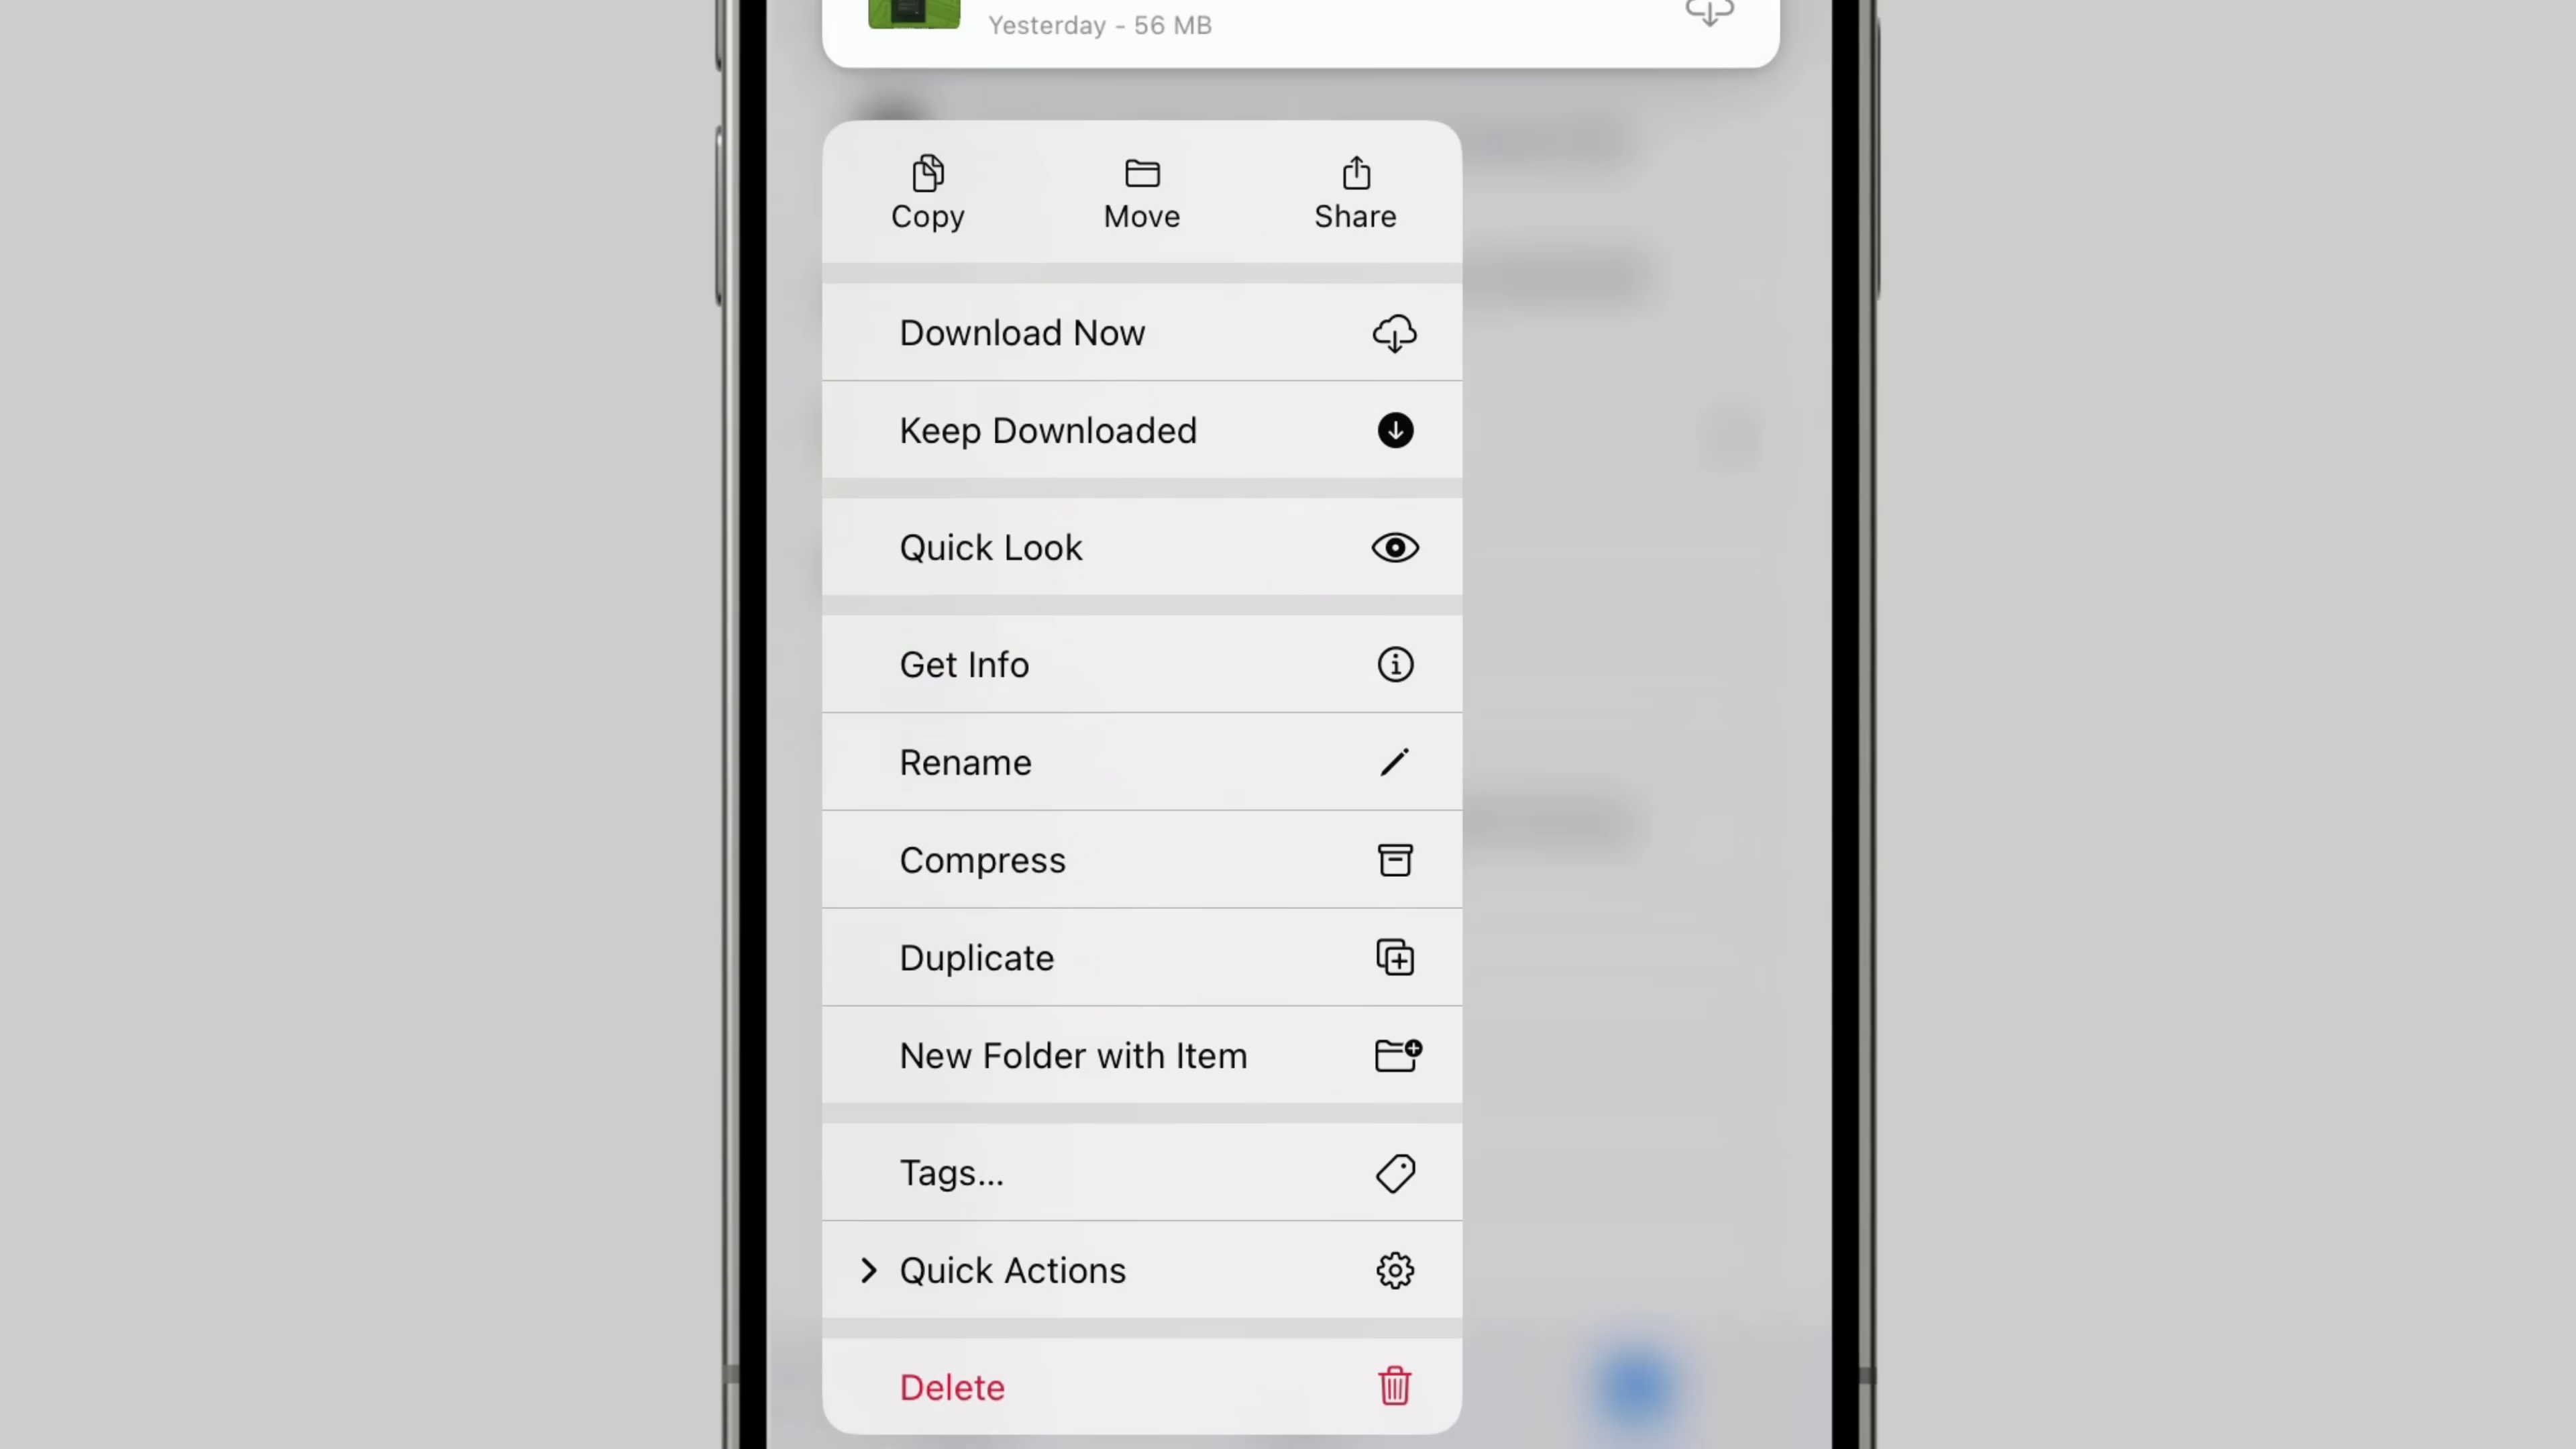 Yesterday - 56 MB
Copy
Move
Share
Download Now
Keep Downloaded
Quick Look
Get Info
Rename
Compress
Duplicate
New Folder with Item
Tags...
Quick Actions
Delete